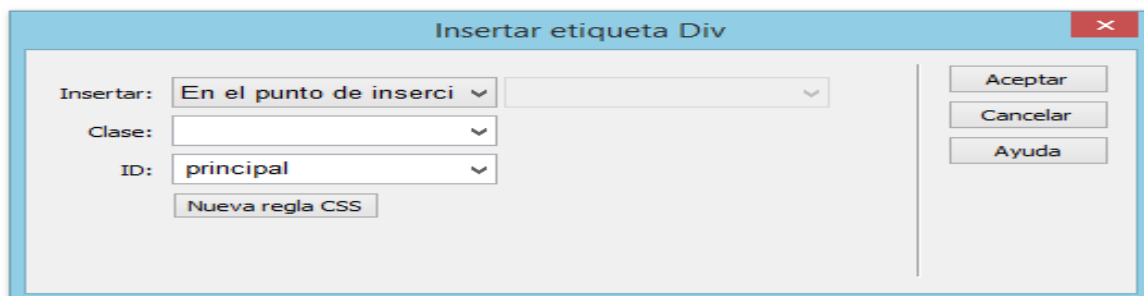 Insertar etiqueta Div
Insertar: En el punto de inserci
Aceptar
Clase:
Cancelar
ID: principal
Ayuda
Nueva regla CSS